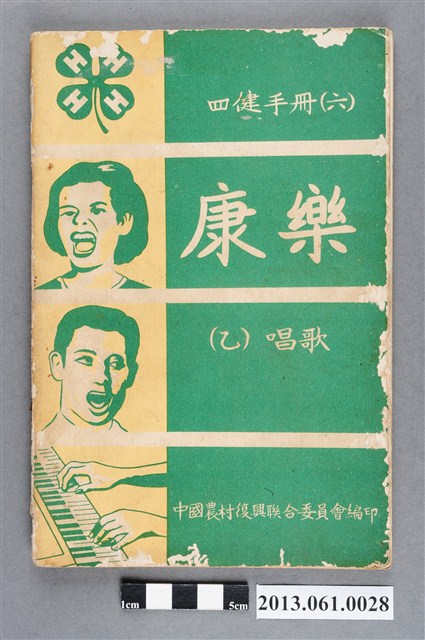 H H
H H
四健手册(六)
康樂
(乙) 唱歌
中國農村復興聯合委員會編印
1cm 5cm
2013.061.0028